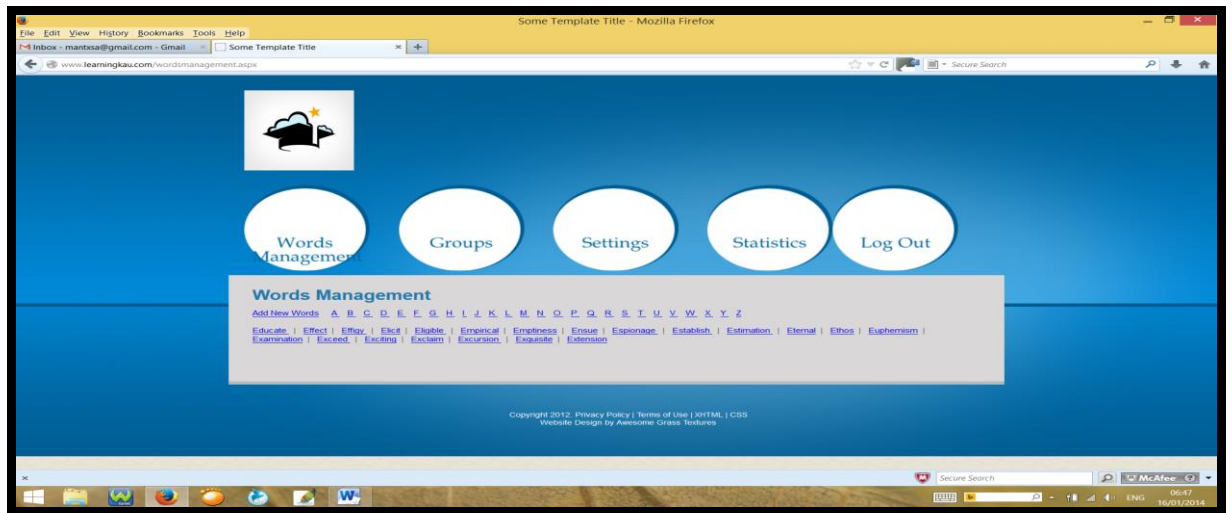 Some Template Title - Mozilla Firefox
File Edit View History Bookmarks Tools Help
Inbox - mantxsa@gmail.com - Gmail × Some Template Title × +
www.learningkau.com/wordsmanagement.aspx Secure Search
Words Management
Groups
Settings
Statistics
Log Out
Words Management
Add New Words A B C D E F G H I J K L M N O P Q R S T U V W X Y Z
Educate | Effect | Effigy | Elicit | Eligible | Empirical | Emptiness | Ensue | Espionage | Establish | Estimation | Eternal | Ethos | Euphemism |
Examination | Exceed | Exciting | Exclaim | Excursion | Exquisite | Extension
Copyright 2012. Privacy Policy | Terms of Use | XHTML | CSS
Website Design by Awesome Grass Textures
× Secure Search McAfee
ENG 06:47
16/01/2014